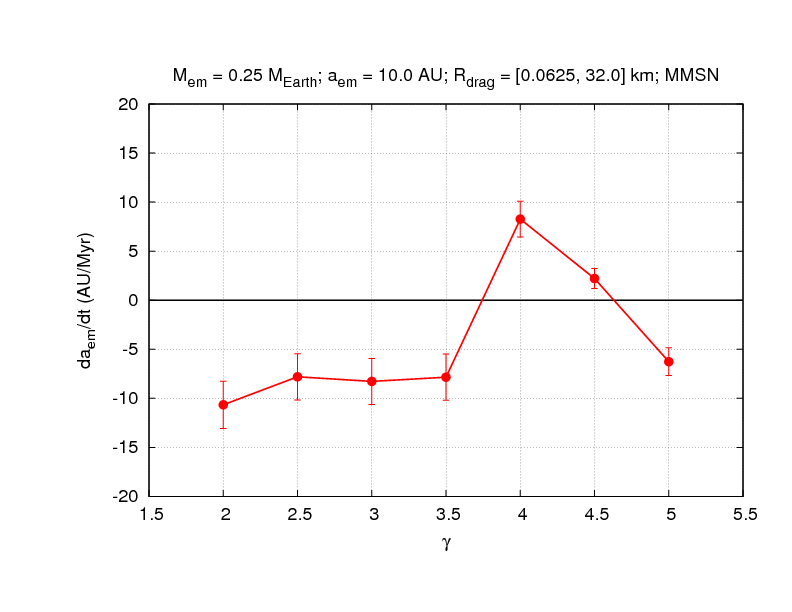 M_em = 0.25 M_Earth; a_em = 10.0 AU; R_drag = [0.0625, 32.0] km; MMSN
20
15
10
5
0
-5
-10
-15
-20
da_em/dt (AU/Myr)
1.5 2 2.5 3 3.5 4 4.5 5 5.5
γ